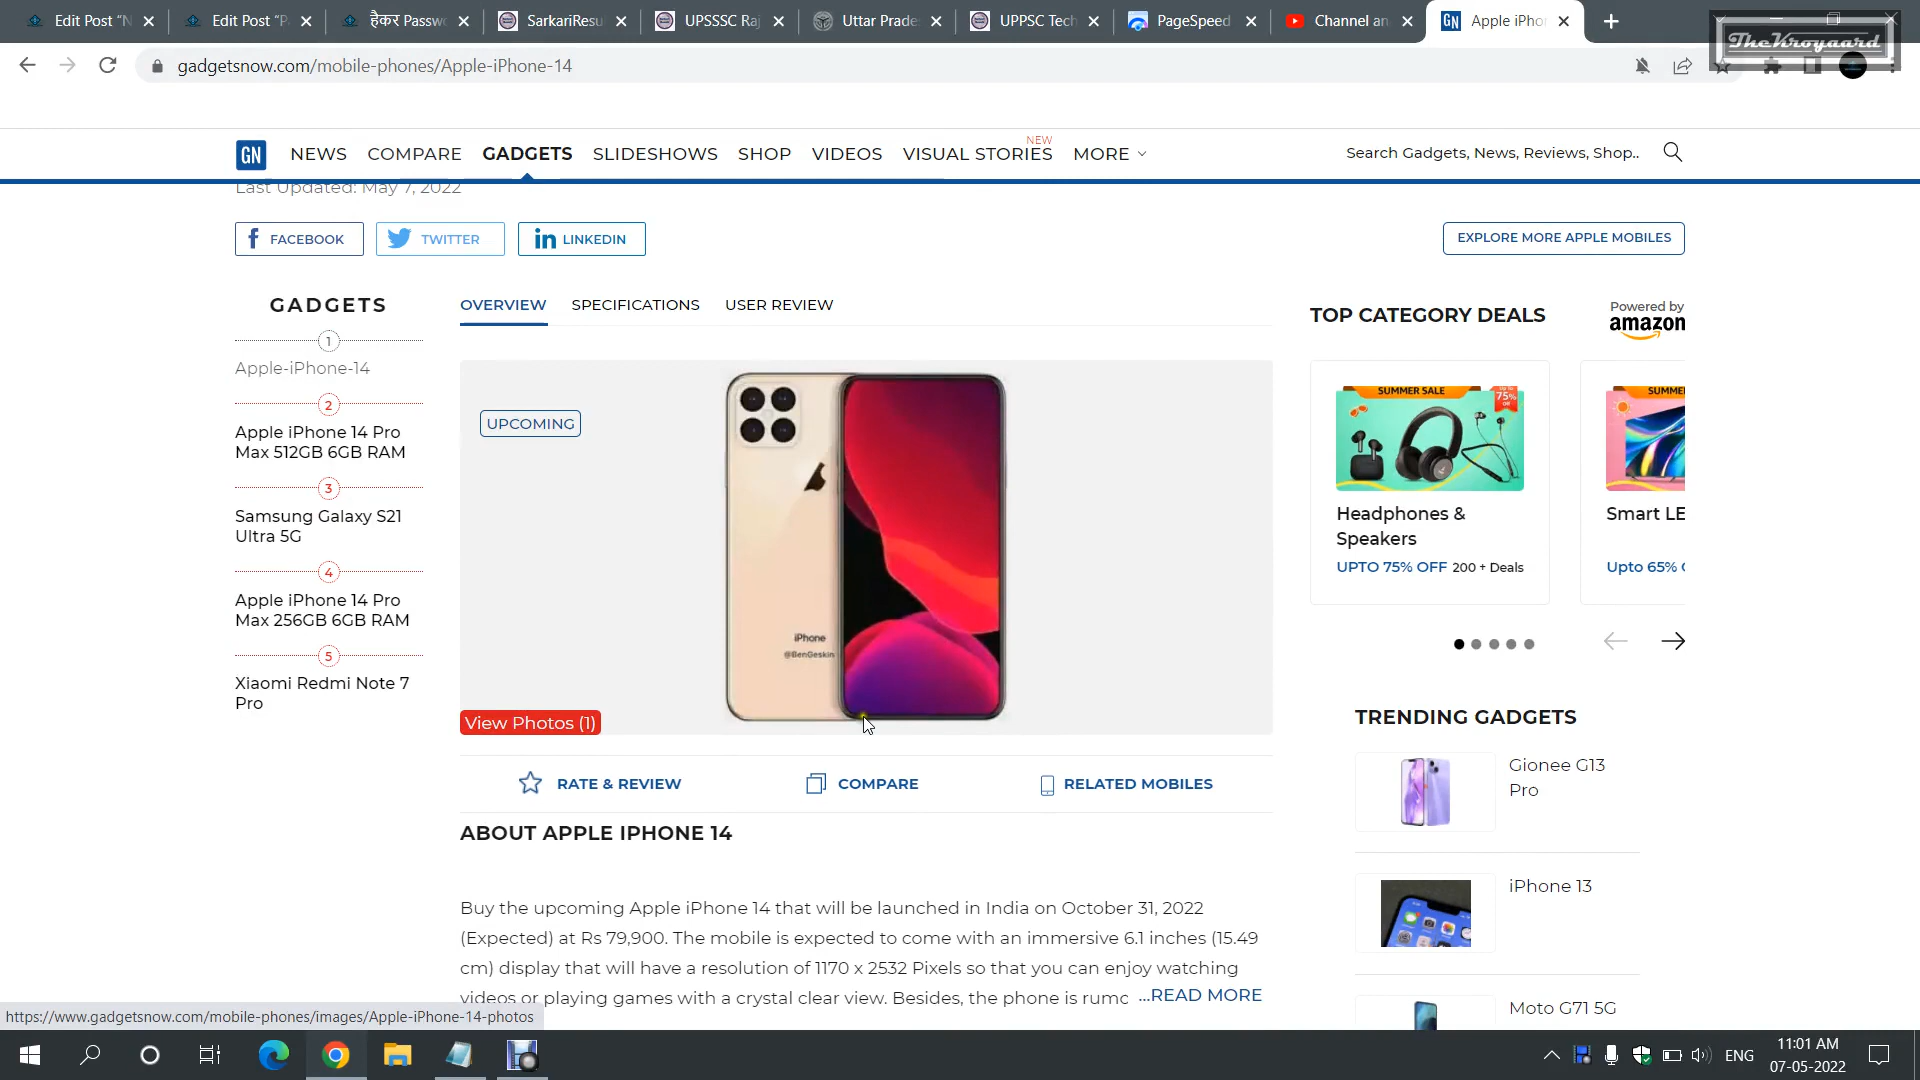 Edit Post "N
Edit Post "P
हैकर Passw
SarkariResu
UPSSSC Raj
Uttar Prade
UPPSC Tech
PageSpeed
Channel an
GN
Apple iPho
TheKroyaard
gadgetsnow.com/mobile-phones/Apple-iPhone-14
GN
NEWS
COMPARE
GADGETS
SLIDESHOWS
SHOP
VIDEOS
VISUAL STORIES
NEW
MORE
Search Gadgets, News, Reviews, Shop..
Last Updated: May 7, 2022
FACEBOOK
TWITTER
LINKEDIN
EXPLORE MORE APPLE MOBILES
GADGETS
1
Apple-iPhone-14
2
Apple iPhone 14 Pro
Max 512GB 6GB RAM
3
Samsung Galaxy S21
Ultra 5G
4
Apple iPhone 14 Pro
Max 256GB 6GB RAM
5
Xiaomi Redmi Note 7
Pro
OVERVIEW
SPECIFICATIONS
USER REVIEW
UPCOMING
iPhone
@BenGeskin
View Photos (1)
RATE & REVIEW
COMPARE
RELATED MOBILES
ABOUT APPLE IPHONE 14
Buy the upcoming Apple iPhone 14 that will be launched in India on October 31, 2022
(Expected) at Rs 79,900. The mobile is expected to come with an immersive 6.1 inches (15.49
cm) display that will have a resolution of 1170 x 2532 Pixels so that you can enjoy watching
videos or playing games with a crystal clear view. Besides, the phone is rumo ...READ MORE
TOP CATEGORY DEALS
Powered by
amazon
SUMMER SALE
75%
Headphones &
Speakers
UPTO 75% OFF 200 + Deals
SUMME
Smart LE
Upto 65%
TRENDING GADGETS
Gionee G13
Pro
iPhone 13
Moto G71 5G
https://www.gadgetsnow.com/mobile-phones/images/Apple-iPhone-14-photos
ENG
11:01 AM
07-05-2022